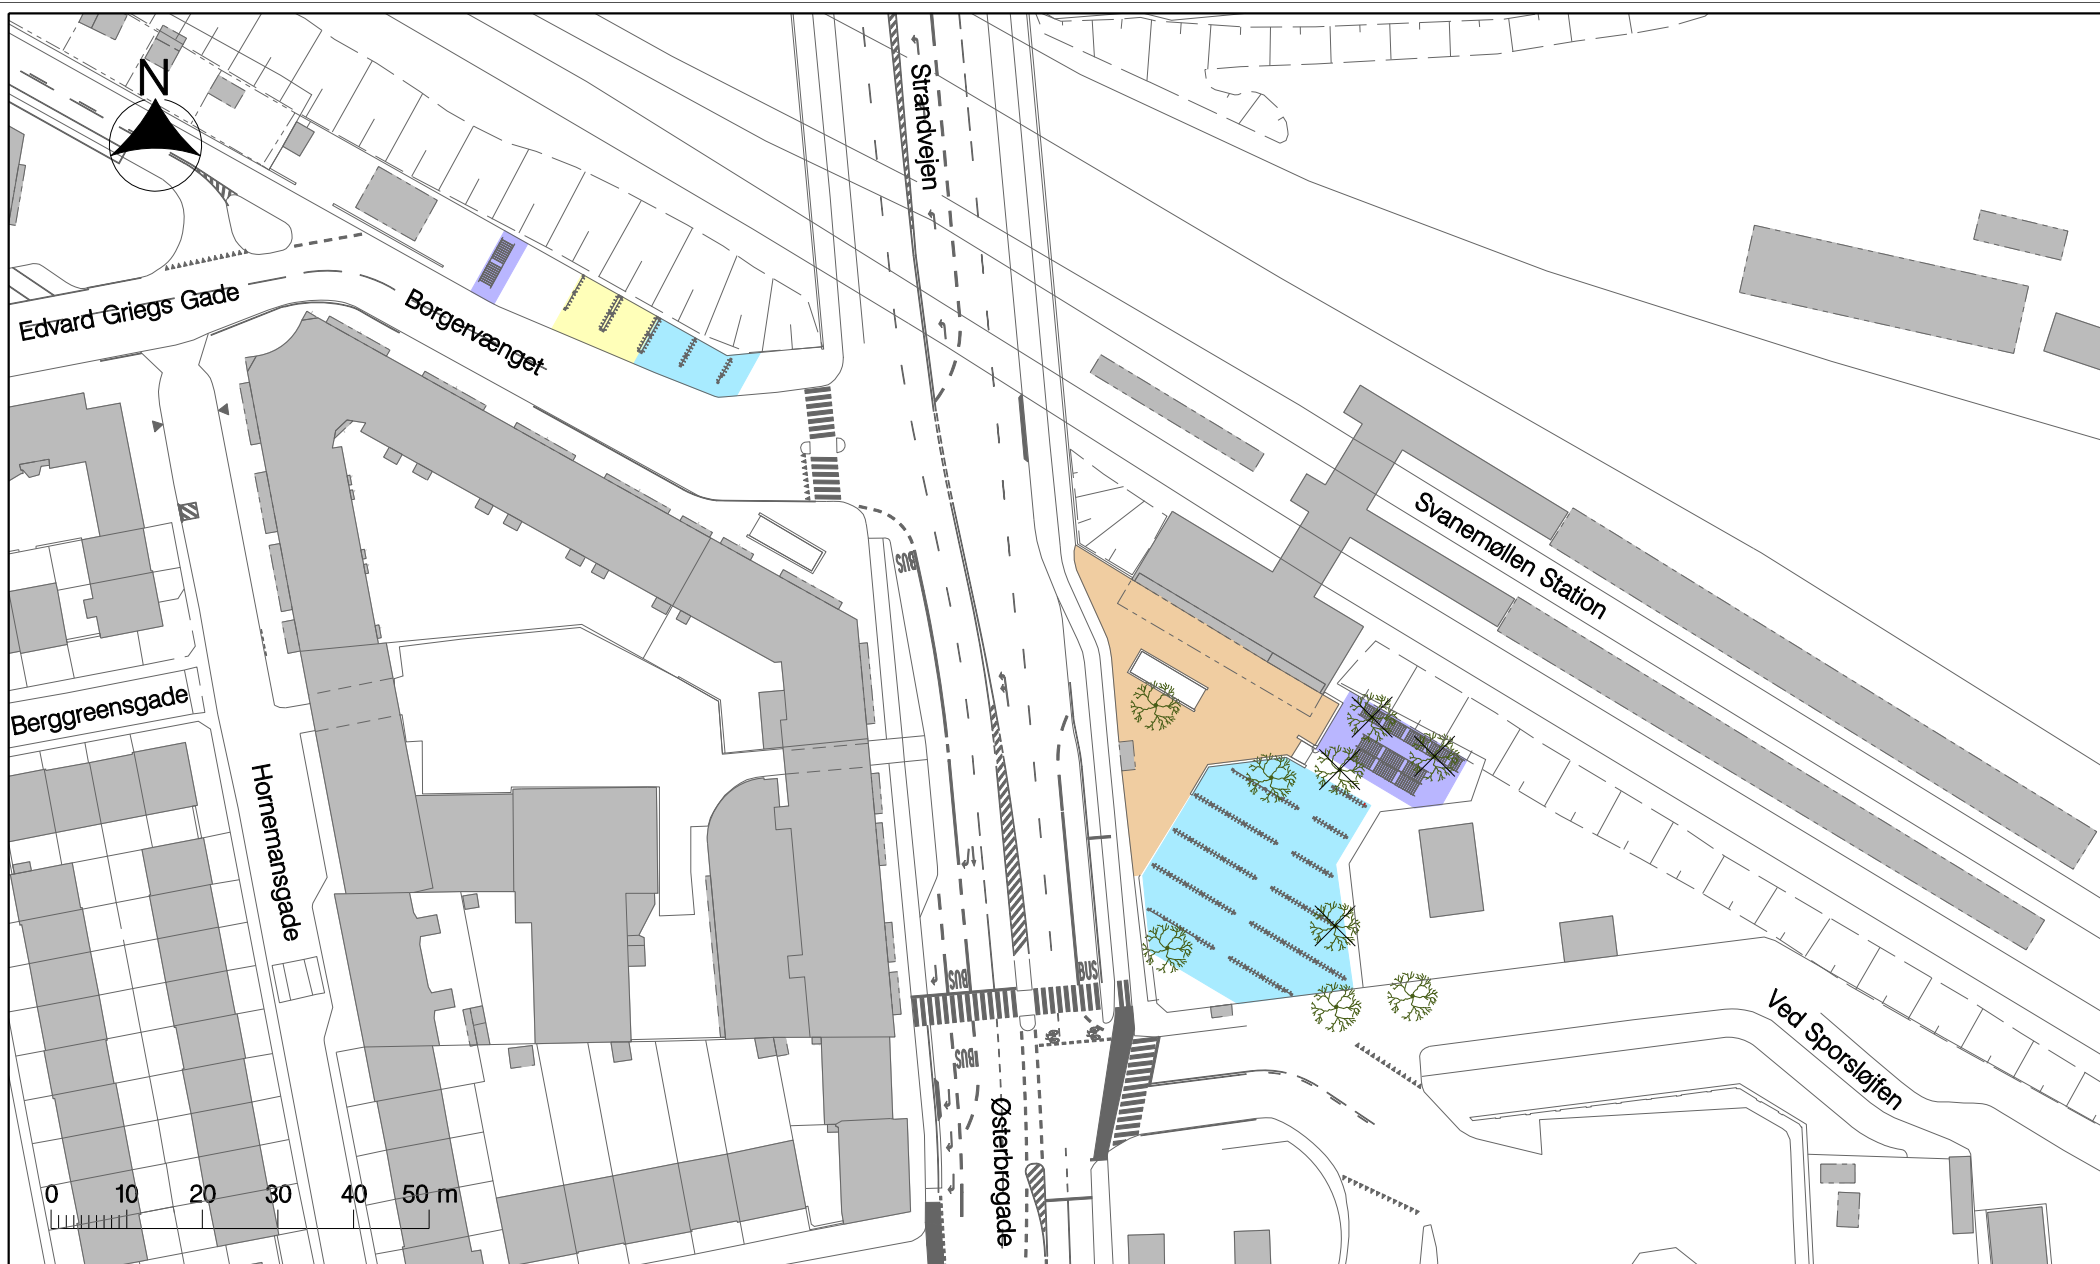 N
Strandvejen
Edvard Griegs Gade
Borgervænget
Svanemøllen Station
BUS
Berggreensgade
Hornemansgade
BUS
BUS
Ved Sporsløjfen
BUS
Østerbrogade
0 10 20 30 40 50 m